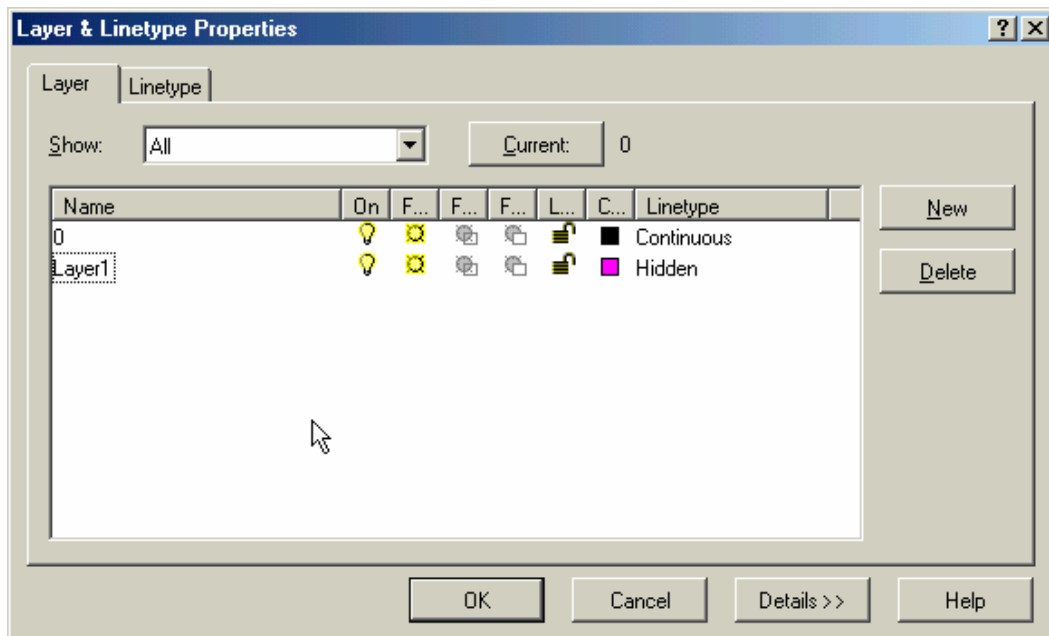 Layer & Linetype Properties
Layer Linetype
Show: All Current: 0
Name On F... F... F... L... C... Linetype
0 Continuous
Layer1 Hidden
New
Delete
OK Cancel Details >> Help